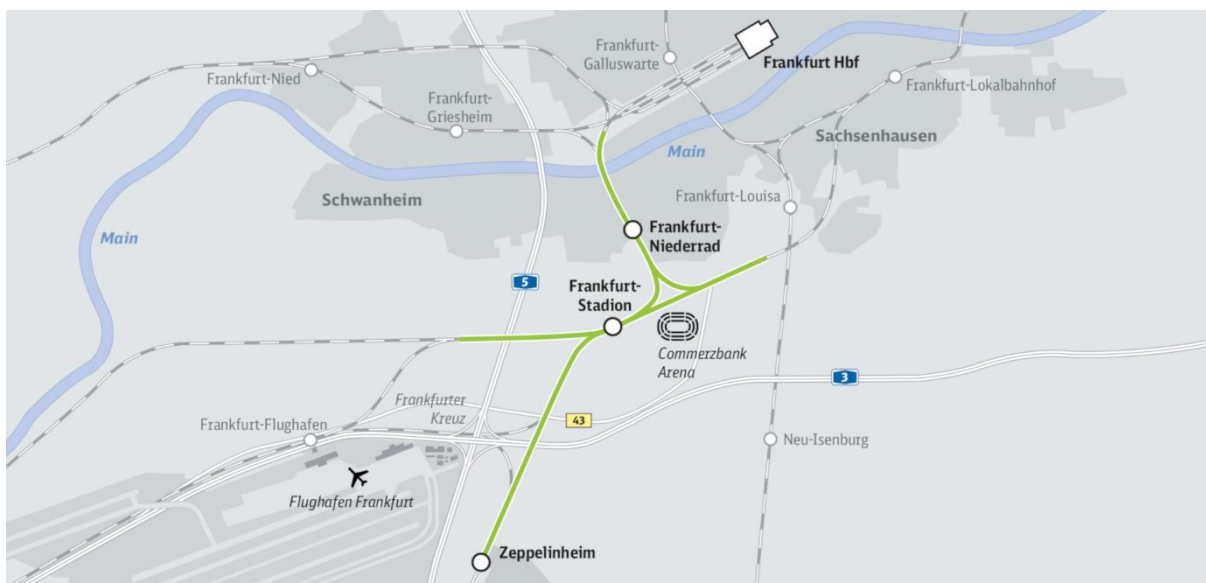 Frankfurt-
Galluswarte
Frankfurt Hbf
Frankfurt-Nied
Frankfurt-Lokalbahnhof
Frankfurt-
Griesheim
Sachsenhausen
Main
Schwanheim
Frankfurt-Louisa
Main
Frankfurt-
Niederrad
5
Frankfurt-
Stadion
Commerzbank
Arena
3
Frankfurter
Kreuz
43
Frankfurt-Flughafen
Neu-Isenburg
Flughafen Frankfurt
Zeppelinheim